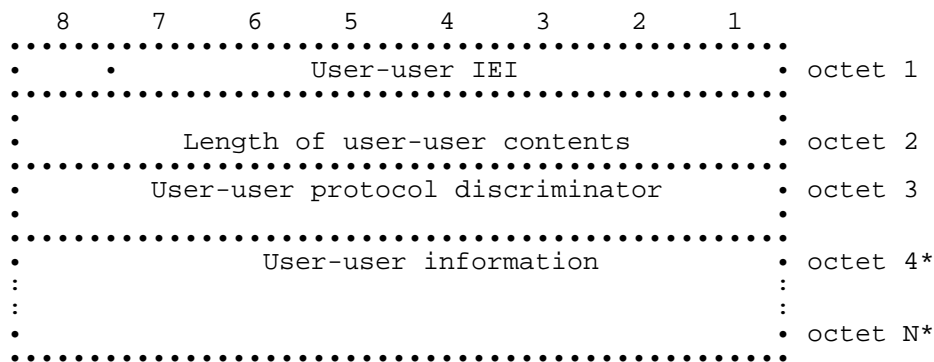 8 7 6 5 4 3 2 1
User-user IEI octet 1
Length of user-user contents octet 2
User-user protocol discriminator octet 3
User-user information octet 4*
octet N*